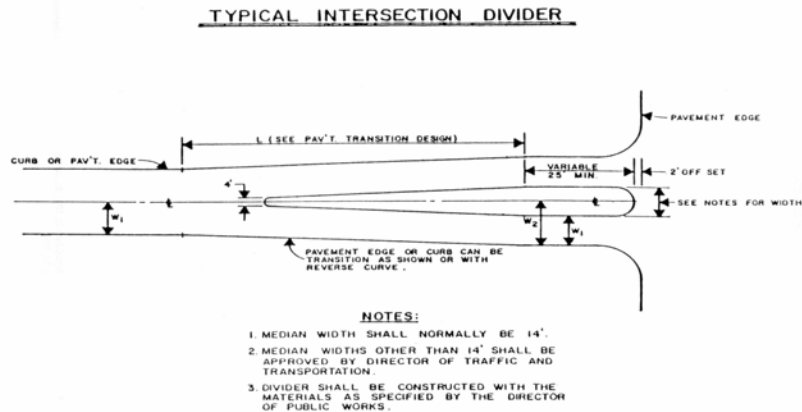 TYPICAL INTERSECTION DIVIDER
PAVEMENT EDGE
L (SEE PAV'T. TRANSITION DESIGN)
CURB OR PAV'T. EDGE
VARIABLE
25' MIN.
2' OFF SET
4'
℄
℄
SEE NOTES FOR WIDTH
W1
W2
W1
PAVEMENT EDGE OR CURB CAN BE
TRANSITION AS SHOWN OR WITH
REVERSE CURVE.
NOTES:
1. MEDIAN WIDTH SHALL NORMALLY BE 14'.
2. MEDIAN WIDTHS OTHER THAN 14' SHALL BE
APPROVED BY DIRECTOR OF TRAFFIC AND
TRANSPORTATION.
3. DIVIDER SHALL BE CONSTRUCTED WITH THE
MATERIALS AS SPECIFIED BY THE DIRECTOR
OF PUBLIC WORKS.